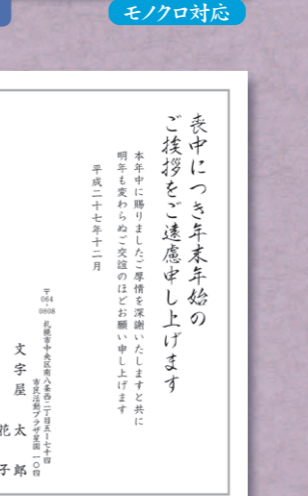 モノクロ対応
喪中につき年末年始の
ご挨拶をご遠慮申し上げます
本年中に賜りましたご厚情を深謝いたしますと共に
明年も変わらぬご交誼のほどお願い申し上げます
平成二十七年十二月
〒064-0808
札幌市中央区南八条西二丁目五ー七十四
市民活動プラザ星園一〇四
文字屋 太郎
花子